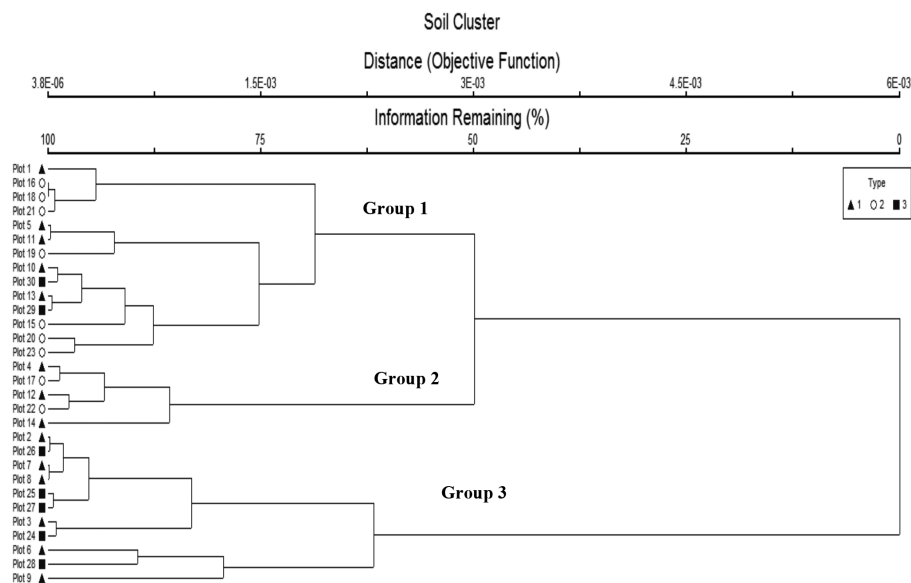 Soil Cluster
Distance (Objective Function)
3.8E-06 1.5E-03 3E-03 4.5E-03 6E-03
Information Remaining (%)
100 75 50 25 0
Plot 1
Plot 16
Plot 18
Plot 21
Plot 5
Plot 11
Plot 19
Plot 10
Plot 30
Plot 13
Plot 29
Plot 15
Plot 20
Plot 23
Plot 4
Plot 17
Plot 12
Plot 22
Plot 14
Plot 2
Plot 26
Plot 7
Plot 8
Plot 25
Plot 27
Plot 3
Plot 24
Plot 6
Plot 28
Plot 9
Group 1
Group 2
Group 3
Type
1 2 3